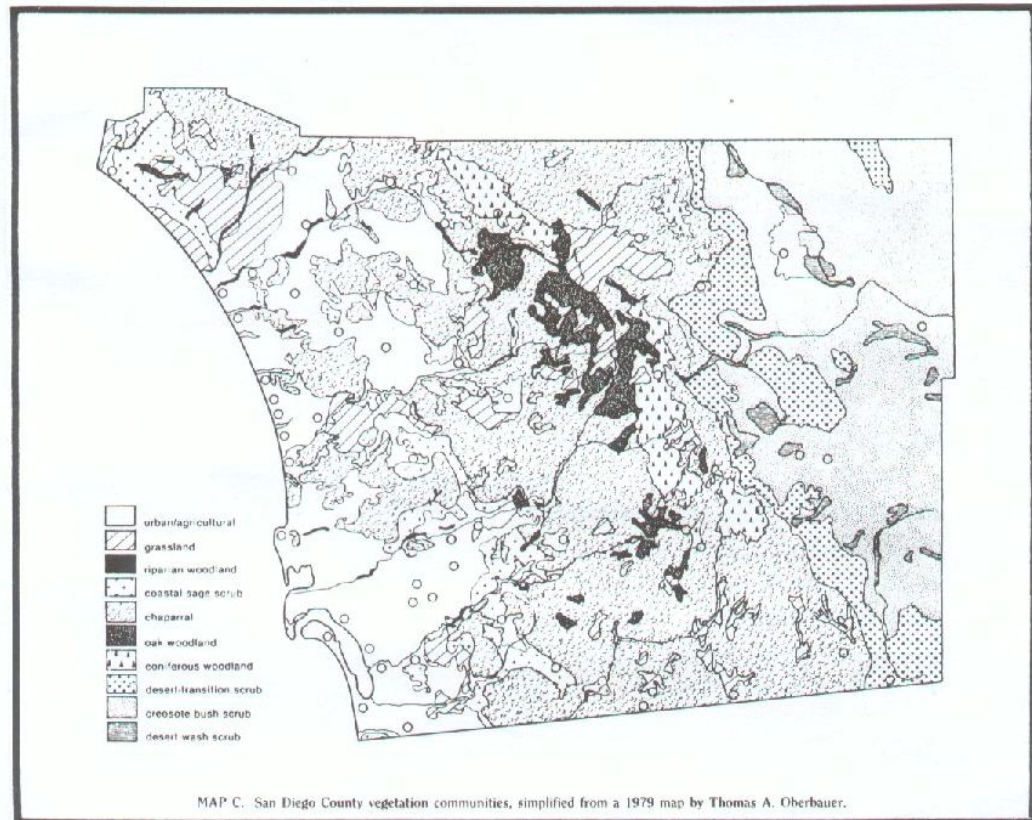 urban/agricultural
grassland
riparian woodland
coastal sage scrub
chaparral
oak woodland
coniferous woodland
desert-transition scrub
creosote bush scrub
desert wash scrub
MAP C. San Diego County vegetation communities, simplified from a 1979 map by Thomas A. Oberbauer.